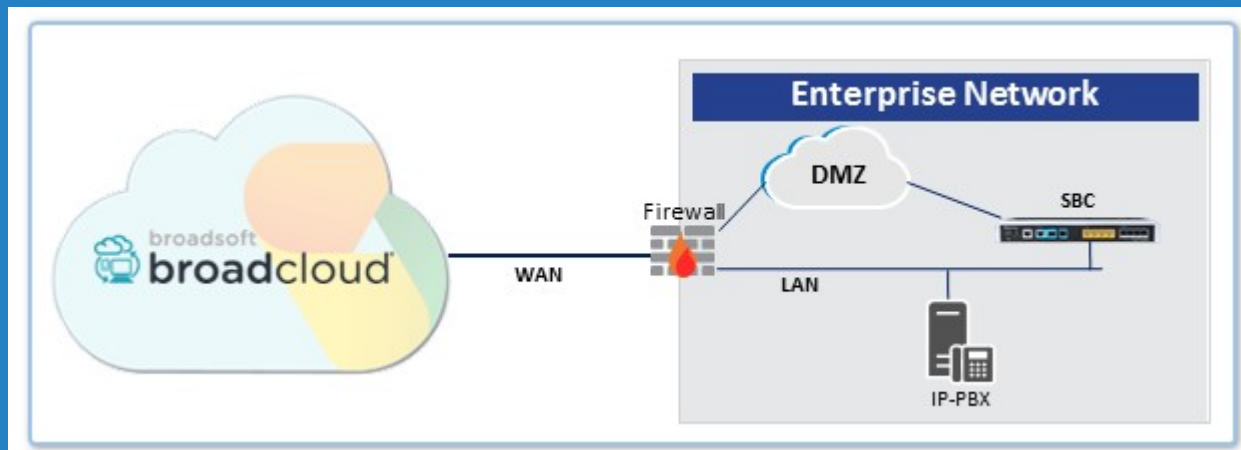 Enterprise Network
DMZ
SBC
Firewall
broadsoft
broadcloud
WAN
LAN
IP-PBX